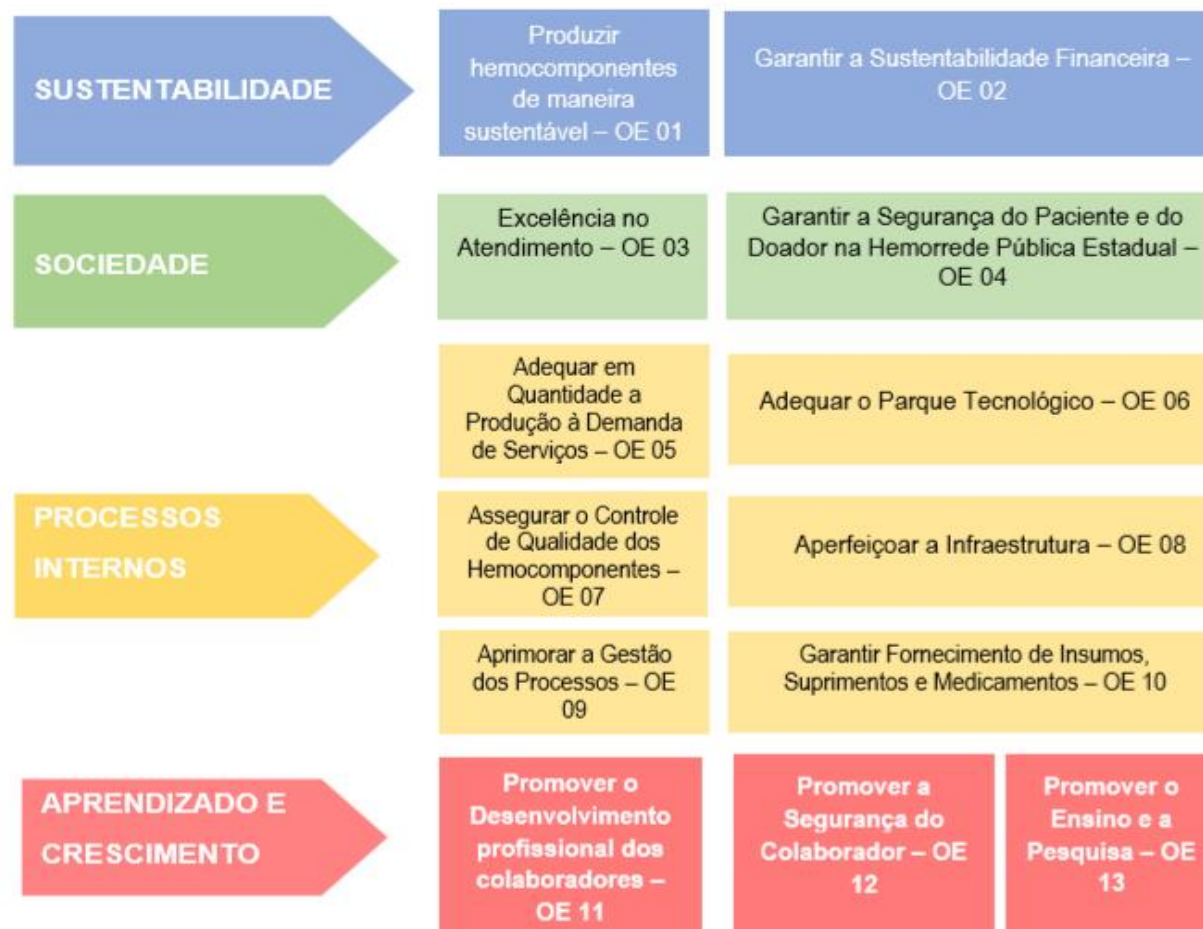 SUSTENTABILIDADE
Produzir
hemocomponentes
de maneira
sustentável – OE 01
Garantir a Sustentabilidade Financeira –
OE 02
SOCIEDADE
Excelência no
Atendimento – OE 03
Garantir a Segurança do Paciente e do
Doador na Hemorrede Pública Estadual –
OE 04
PROCESSOS
INTERNOS
Adequar em
Quantidade a
Produção à Demanda
de Serviços – OE 05
Adequar o Parque Tecnológico – OE 06
Assegurar o Controle
de Qualidade dos
Hemocomponentes –
OE 07
Aperfeiçoar a Infraestrutura – OE 08
Aprimorar a Gestão
dos Processos – OE
09
Garantir Fornecimento de Insumos,
Suprimentos e Medicamentos – OE 10
APRENDIZADO E
CRESCIMENTO
Promover o
Desenvolvimento
profissional dos
colaboradores –
OE 11
Promover a
Segurança do
Colaborador – OE
12
Promover o
Ensino e a
Pesquisa – OE
13